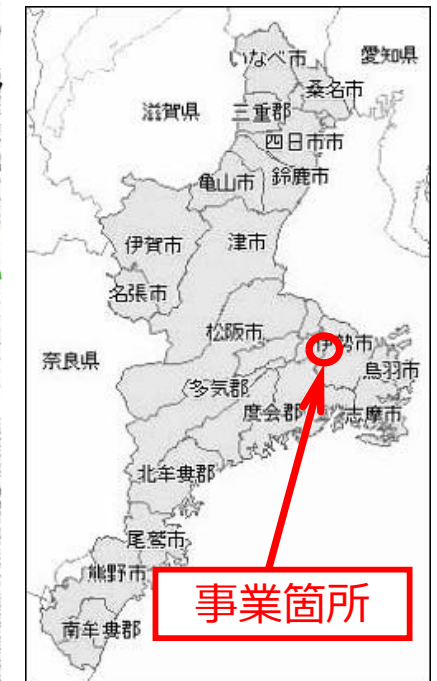 いなべ市
愛知県
桑名市
滋賀県
三重郡
四日市市
亀山市
鈴鹿市
伊賀市
津市
名張市
松阪市
伊勢市
奈良県
鳥羽市
多気郡
度会郡
志摩市
北牟婁郡
尾鷲市
熊野市
事業箇所
南牟婁郡